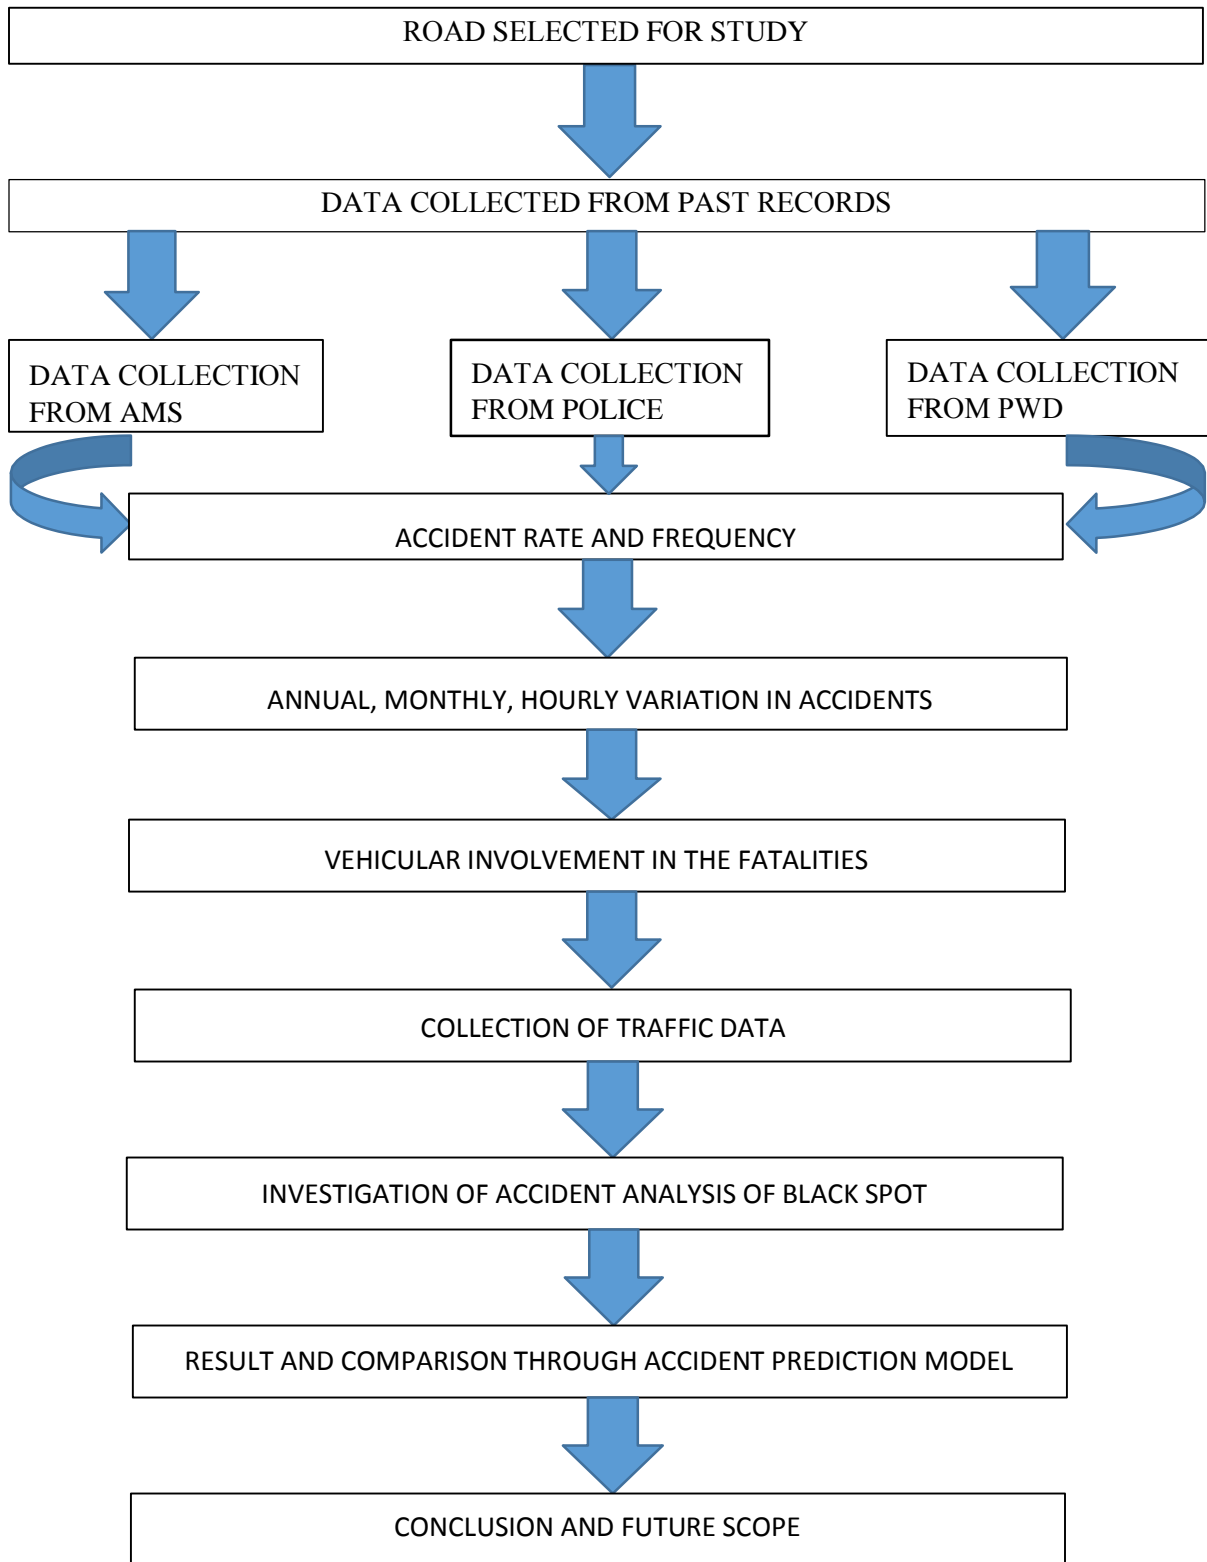 ROAD SELECTED FOR STUDY
DATA COLLECTED FROM PAST RECORDS
DATA COLLECTION
FROM AMS
DATA COLLECTION
FROM POLICE
DATA COLLECTION
FROM PWD
ACCIDENT RATE AND FREQUENCY
ANNUAL, MONTHLY, HOURLY VARIATION IN ACCIDENTS
VEHICULAR INVOLVEMENT IN THE FATALITIES
COLLECTION OF TRAFFIC DATA
INVESTIGATION OF ACCIDENT ANALYSIS OF BLACK SPOT
RESULT AND COMPARISON THROUGH ACCIDENT PREDICTION MODEL
CONCLUSION AND FUTURE SCOPE